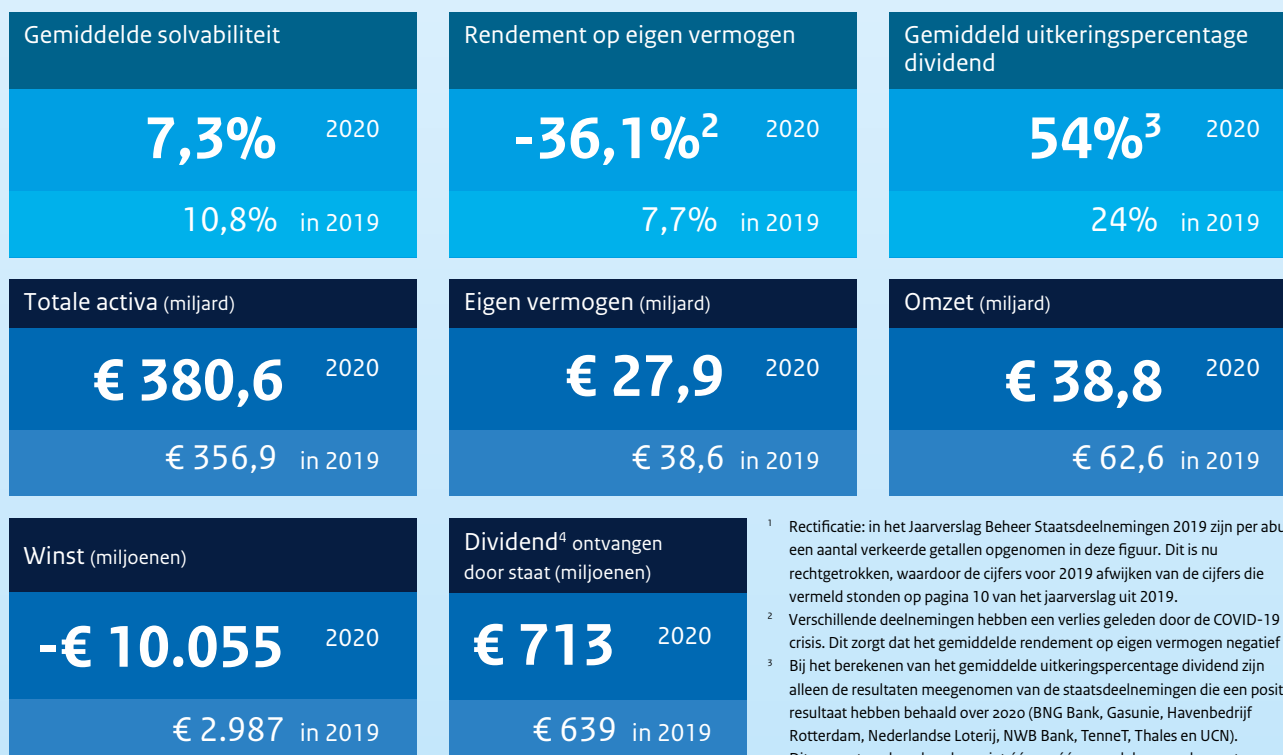 Gemiddelde solvabiliteit
7,3% 2020
10,8% in 2019
Rendement op eigen vermogen
-36,1%² 2020
7,7% in 2019
Gemiddeld uitkeringspercentage
dividend
54%³ 2020
24% in 2019
Totale activa (miljard)
€ 380,6 2020
€ 356,9 in 2019
Eigen vermogen (miljard)
€ 27,9 2020
€ 38,6 in 2019
Omzet (miljard)
€ 38,8 2020
€ 62,6 in 2019
Winst (miljoenen)
-€ 10.055 2020
€ 2.987 in 2019
Dividend⁴ ontvangen
door staat (miljoenen)
€ 713 2020
€ 639 in 2019
¹ Rectificatie: in het Jaarverslag Beheer Staatsdeelnemingen 2019 zijn per
een aantal verkeerde getallen opgenomen in deze figuur. Dit is nu
rechtgetrokken, waardoor de cijfers voor 2019 afwijken van de cijfers die
vermeld stonden op pagina 10 van het jaarverslag uit 2019.
² Verschillende deelnemingen hebben een verlies geleden door de COVID-19
crisis. Dit zorgt dat het gemiddelde rendement op eigen vermogen negatief
³ Bij het berekenen van het gemiddelde uitkeringspercentage dividend zijn
alleen de resultaten meegenomen van de staatsdeelnemingen die een
resultaat hebben behaald over 2020 (BNG Bank, Gasunie, Havenbedrijf
Rotterdam, Nederlandse Loterij, NWB Bank, TenneT, Thales en UCN).